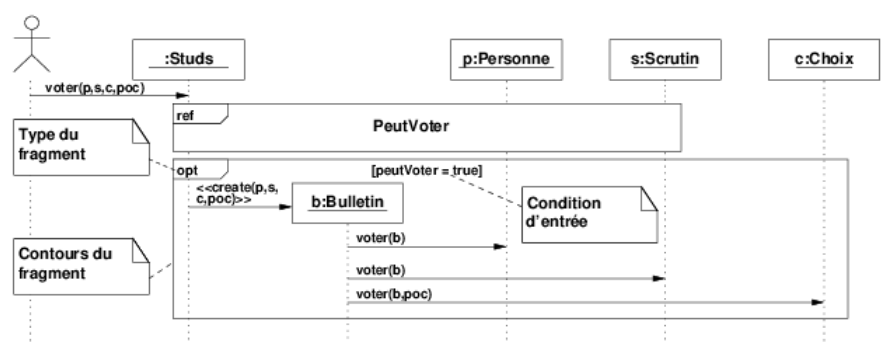 :Studs
p:Personne
s:Scrutin
c:Choix
voter(p,s,c,poc)
ref
PeutVoter
Type du
fragment
opt
[peutVoter = true]
<<create(p,s,
c,poc)>>
b:Bulletin
Condition
d'entrée
voter(b)
Contours du
fragment
voter(b)
voter(b,poc)